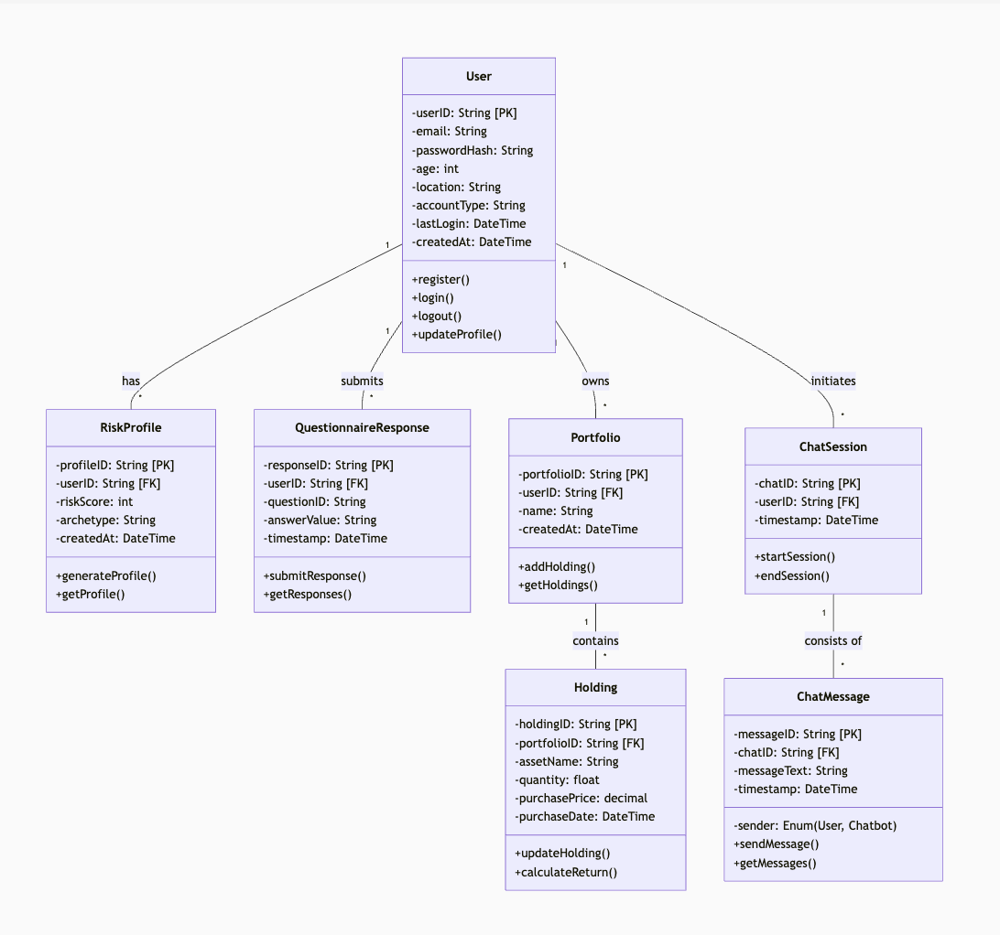 User
-userID: String [PK]
-email: String
-passwordHash: String
-age: int
-location: String
-accountType: String
-lastLogin: DateTime
-createdAt: DateTime
+register()
+login()
+logout()
+updateProfile()
1
1
1
1
has
submits
owns
initiates
*
*
*
*
RiskProfile
-profileID: String [PK]
-userID: String [FK]
-riskScore: int
-archetype: String
-createdAt: DateTime
+generateProfile()
+getProfile()
QuestionnaireResponse
-responseID: String [PK]
-userID: String [FK]
-questionID: String
-answerValue: String
-timestamp: DateTime
+submitResponse()
+getResponses()
Portfolio
-portfolioID: String [PK]
-userID: String [FK]
-name: String
-createdAt: DateTime
+addHolding()
+getHoldings()
ChatSession
-chatID: String [PK]
-userID: String [FK]
-timestamp: DateTime
+startSession()
+endSession()
1
contains
*
1
consists of
*
Holding
-holdingID: String [PK]
-portfolioID: String [FK]
-assetName: String
-quantity: float
-purchasePrice: decimal
-purchaseDate: DateTime
+updateHolding()
+calculateReturn()
ChatMessage
-messageID: String [PK]
-chatID: String [FK]
-messageText: String
-timestamp: DateTime
-sender: Enum(User, Chatbot)
+sendMessage()
+getMessages()